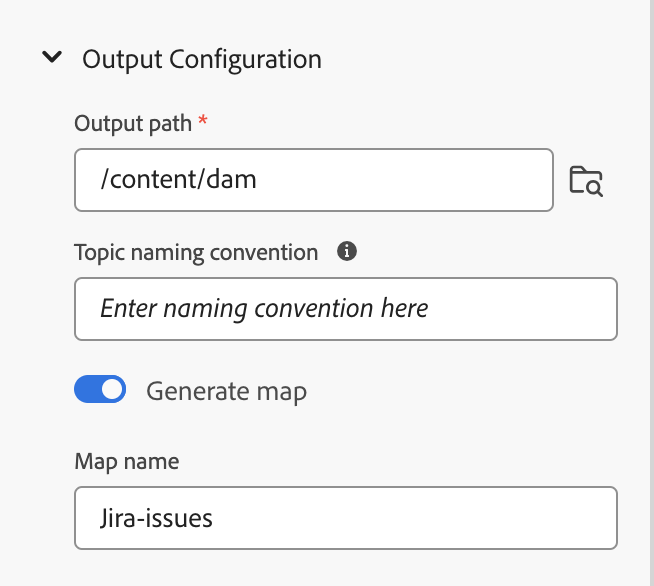 Output Configuration
Output path *
/content/dam
Topic naming convention
Enter naming convention here
Generate map
Map name
Jira-issues